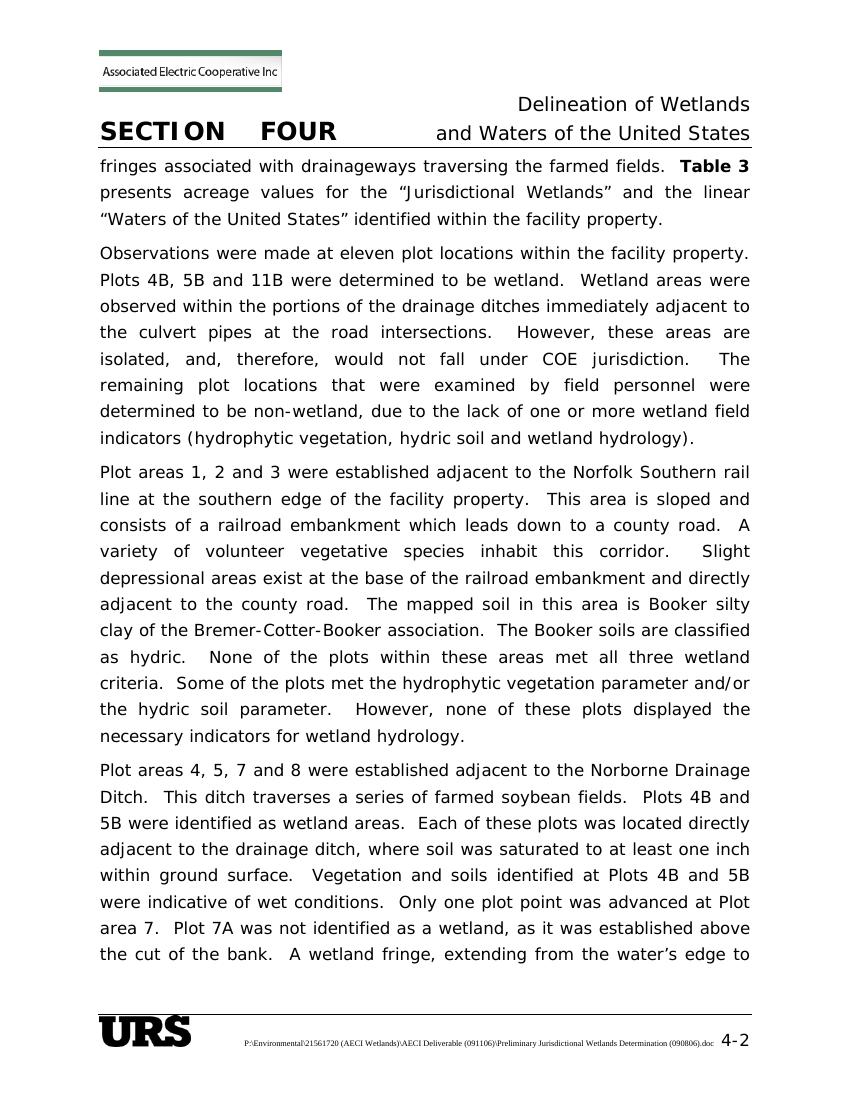 Associated Electric Cooperative Inc
Delineation of Wetlands
SECTION FOUR and Waters of the United States
fringes associated with drainageways traversing the farmed fields. Table 3
presents acreage values for the “Jurisdictional Wetlands” and the linear
“Waters of the United States” identified within the facility property.
Observations were made at eleven plot locations within the facility property.
Plots 4B, 5B and 11B were determined to be wetland. Wetland areas were
observed within the portions of the drainage ditches immediately adjacent to
the culvert pipes at the road intersections. However, these areas are
isolated, and, therefore, would not fall under COE jurisdiction. The
remaining plot locations that were examined by field personnel were
determined to be non-wetland, due to the lack of one or more wetland field
indicators (hydrophytic vegetation, hydric soil and wetland hydrology).
Plot areas 1, 2 and 3 were established adjacent to the Norfolk Southern rail
line at the southern edge of the facility property. This area is sloped and
consists of a railroad embankment which leads down to a county road. A
variety of volunteer vegetative species inhabit this corridor. Slight
depressional areas exist at the base of the railroad embankment and directly
adjacent to the county road. The mapped soil in this area is Booker silty
clay of the Bremer-Cotter-Booker association. The Booker soils are classified
as hydric. None of the plots within these areas met all three wetland
criteria. Some of the plots met the hydrophytic vegetation parameter and/or
the hydric soil parameter. However, none of these plots displayed the
necessary indicators for wetland hydrology.
Plot areas 4, 5, 7 and 8 were established adjacent to the Norborne Drainage
Ditch. This ditch traverses a series of farmed soybean fields. Plots 4B and
5B were identified as wetland areas. Each of these plots was located directly
adjacent to the drainage ditch, where soil was saturated to at least one inch
within ground surface. Vegetation and soils identified at Plots 4B and 5B
were indicative of wet conditions. Only one plot point was advanced at Plot
area 7. Plot 7A was not identified as a wetland, as it was established above
the cut of the bank. A wetland fringe, extending from the water’s edge to
URS P:\Environmental\21561720 (AECI Wetlands)\AECI Deliverable (091106)\Preliminary Jurisdictional Wetlands Determination (090806).doc 4-2